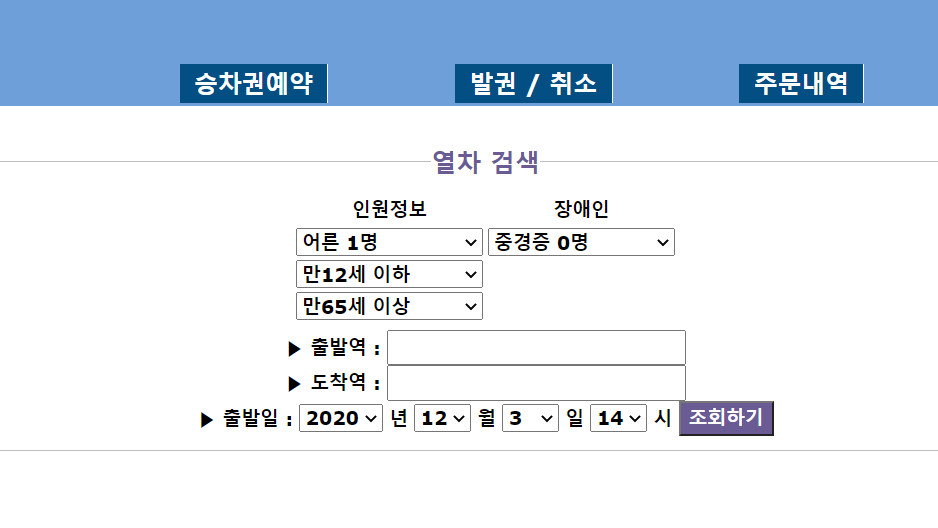 승차권예약 발권 / 취소 주문내역
열차 검색
인원정보 장애인
어른 1명 중경증 0명
만12세 이하
만65세 이상
▶ 출발역 :
▶ 도착역 :
▶ 출발일 : 2020 년 12 월 3 일 14 시 조회하기